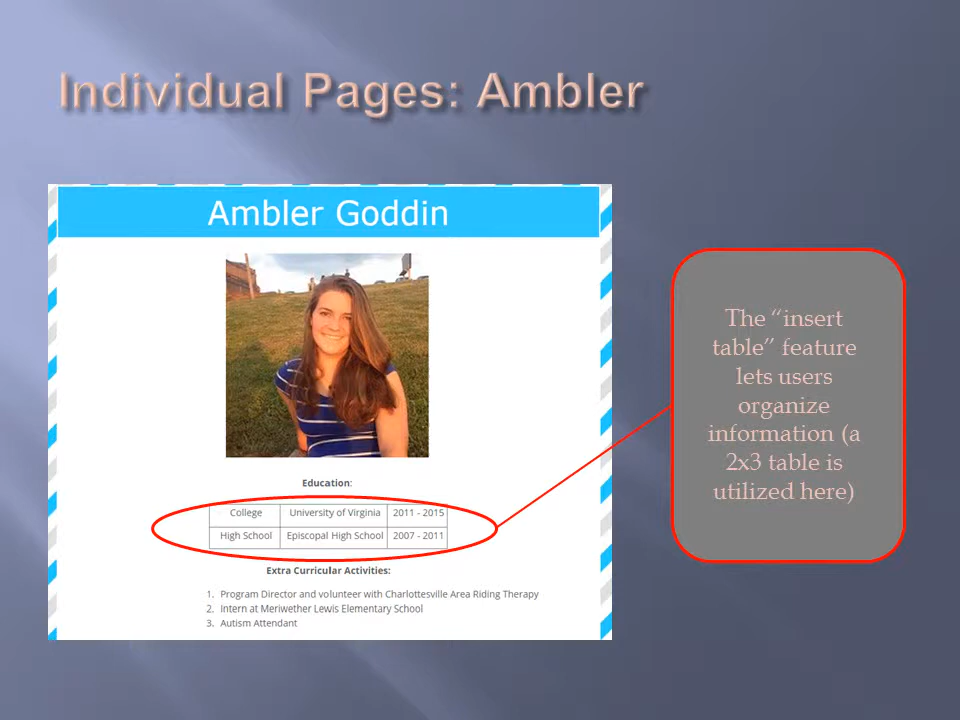 Individual Pages: Ambler
Ambler Goddin
Education:
College University of Virginia 2011 - 2015
High School Episcopal High School 2007 - 2011
Extra Curricular Activities:
1. Program Director and volunteer with Charlottesville Area Riding Therapy
2. Intern at Meriwether Lewis Elementary School
3. Autism Attendant
The “insert
table” feature
lets users
organize
information (a
2x3 table is
utilized here)